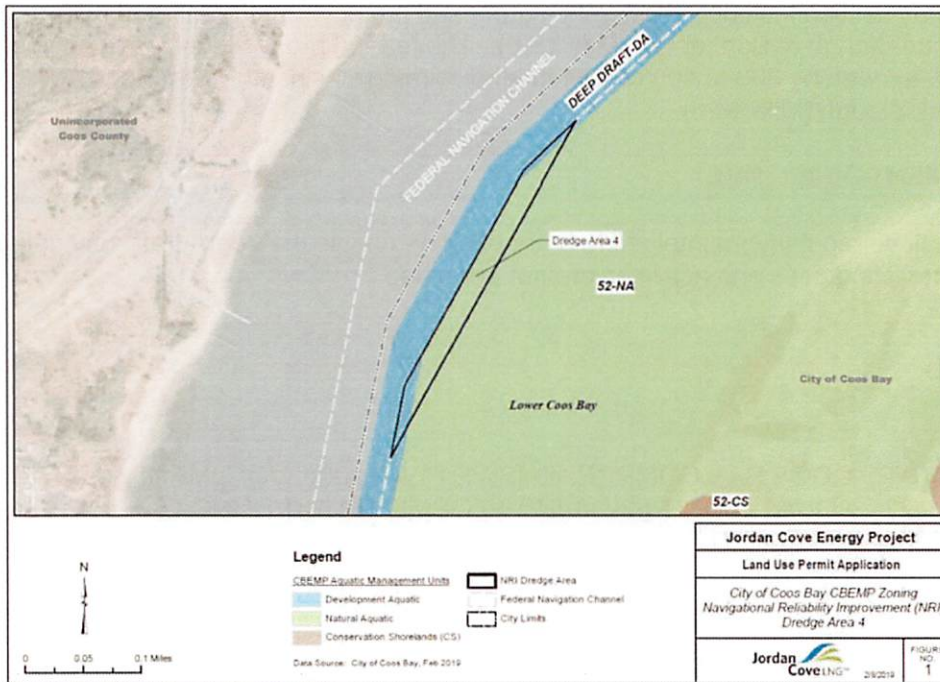 Unincorporated
Coos County
FEDERAL NAVIGATION CHANNEL
DEEP DRAFT-DA
Dredge Area 4
52-NA
City of Coos Bay
Lower Coos Bay
52-CS
N
0 0.05 0.1 Miles
Legend
CBEMP Aquatic Management Units
Development Aquatic
Natural Aquatic
Conservation Shorelands (CS)
NRI Dredge Area
Federal Navigation Channel
City Limits
Data Source: City of Coos Bay, Feb 2019
Jordan Cove Energy Project
Land Use Permit Application
City of Coos Bay CBEMP Zoning
Navigational Reliability Improvement (NRI
Dredge Area 4
Jordan
Cove LNG™
2/8/2019
FIGURE
NO.
1